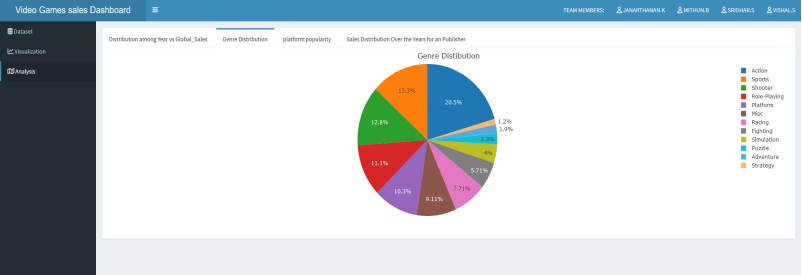 Video Games sales Dashboard
TEAM MEMBERS: JANARTHANAN.K MITHUN.B SRIDHAR.S VISHAL.S
Dataset
Visualization
Analysis
Distribution among Year vs Global_Sales Genre Distribution platform popularity Sales Distribution Over the Years for an Publisher
Genre Distibution
20.5%
13.3%
12.8%
11.1%
10.3%
9.11%
7.71%
5.71%
4%
3.3%
1.9%
1.2%
Action
Sports
Shooter
Role-Playing
Platform
Misc
Racing
Fighting
Simulation
Puzzle
Adventure
Strategy